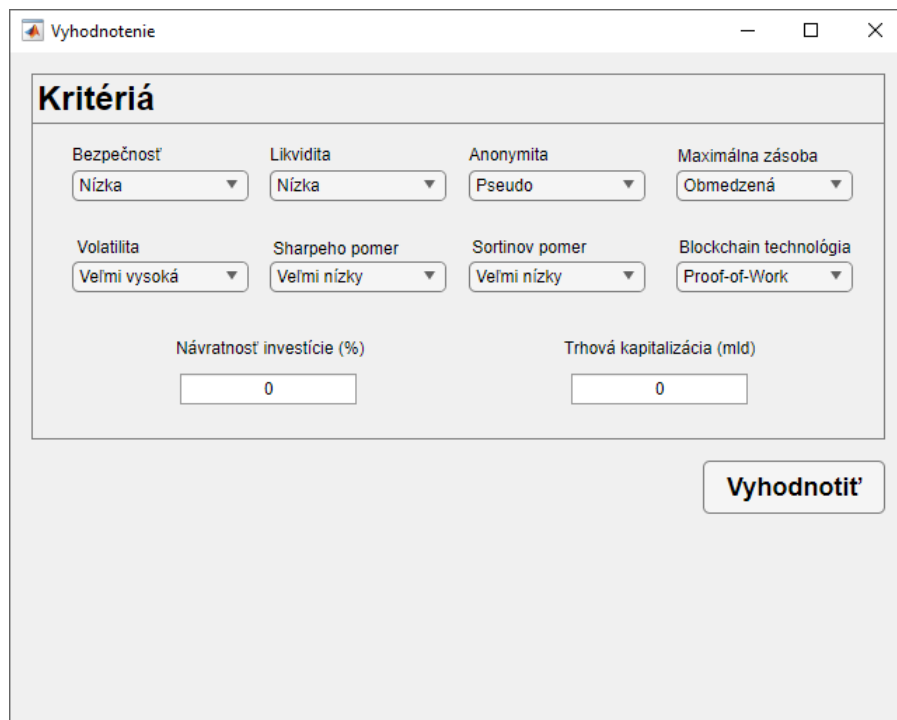 Vyhodnotenie
Kritériá
Bezpečnosť Likvidita Anonymita Maximálna zásoba
Nízka Nízka Pseudo Obmedzená
Volatilita Sharpeho pomer Sortinov pomer Blockchain technológia
Veľmi vysoká Veľmi nízky Veľmi nízky Proof-of-Work
Návratnosť investície (%) Trhová kapitalizácia (mld)
0 0
Vyhodnotiť